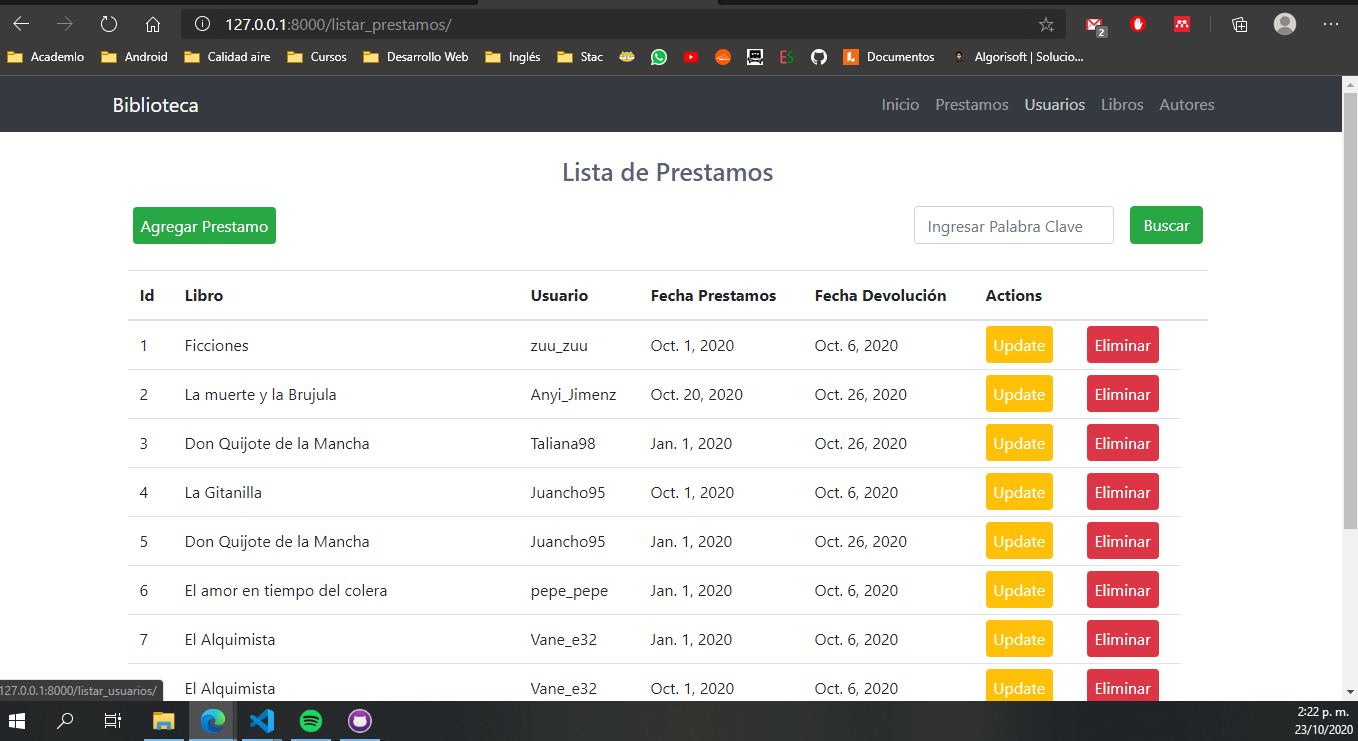 127.0.0.1:8000/listar_prestamos/
2
Academlo Android Calidad aire Cursos Desarrollo Web Inglés Stac ES Documentos Algorisoft | Solucio...
Biblioteca Inicio Prestamos Usuarios Libros Autores
Lista de Prestamos
Agregar Prestamo Ingresar Palabra Clave Buscar
Id Libro Usuario Fecha Prestamos Fecha Devolución Actions
1 Ficciones zuu_zuu Oct. 1, 2020 Oct. 6, 2020 Update Eliminar
2 La muerte y la Brujula Anyi_Jimenz Oct. 20, 2020 Oct. 26, 2020 Update Eliminar
3 Don Quijote de la Mancha Taliana98 Jan. 1, 2020 Oct. 26, 2020 Update Eliminar
4 La Gitanilla Juancho95 Oct. 1, 2020 Oct. 6, 2020 Update Eliminar
5 Don Quijote de la Mancha Juancho95 Jan. 1, 2020 Oct. 26, 2020 Update Eliminar
6 El amor en tiempo del colera pepe_pepe Jan. 1, 2020 Oct. 6, 2020 Update Eliminar
7 El Alquimista Vane_e32 Jan. 1, 2020 Oct. 6, 2020 Update Eliminar
El Alquimista Vane_e32 Oct. 1, 2020 Oct. 6, 2020 Update Eliminar
127.0.0.1:8000/listar_usuarios/
2:22 p. m.
23/10/2020